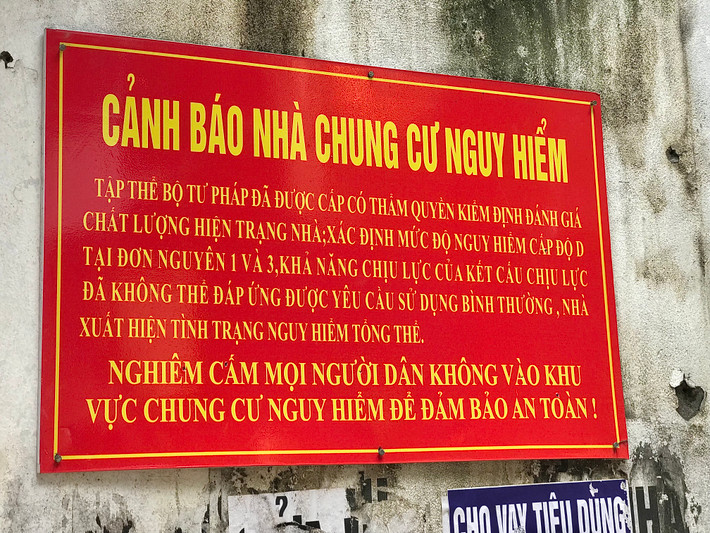 CẢNH BÁO NHÀ CHUNG CƯ NGUY HIỂM
TẬP THỂ BỘ TƯ PHÁP ĐÃ ĐƯỢC CẤP CÓ THẨM QUYỀN KIỂM ĐỊNH ĐÁNH GIÁ
CHẤT LƯỢNG HIỆN TRẠNG NHÀ;XÁC ĐỊNH MỨC ĐỘ NGUY HIỂM CẤP ĐỘ D
TẠI ĐƠN NGUYÊN 1 VÀ 3,KHẢ NĂNG CHỊU LỰC CỦA KẾT CẤU CHỊU LỰC
ĐÃ KHÔNG THỂ ĐÁP ỨNG ĐƯỢC YÊU CẦU SỬ DỤNG BÌNH THƯỜNG , NHÀ
XUẤT HIỆN TÌNH TRẠNG NGUY HIỂM TỔNG THỂ.
NGHIÊM CẤM MỌI NGƯỜI DÂN KHÔNG VÀO KHU
VỰC CHUNG CƯ NGUY HIỂM ĐỂ ĐẢM BẢO AN TOÀN !
CHO VAY TIÊU DÙNG